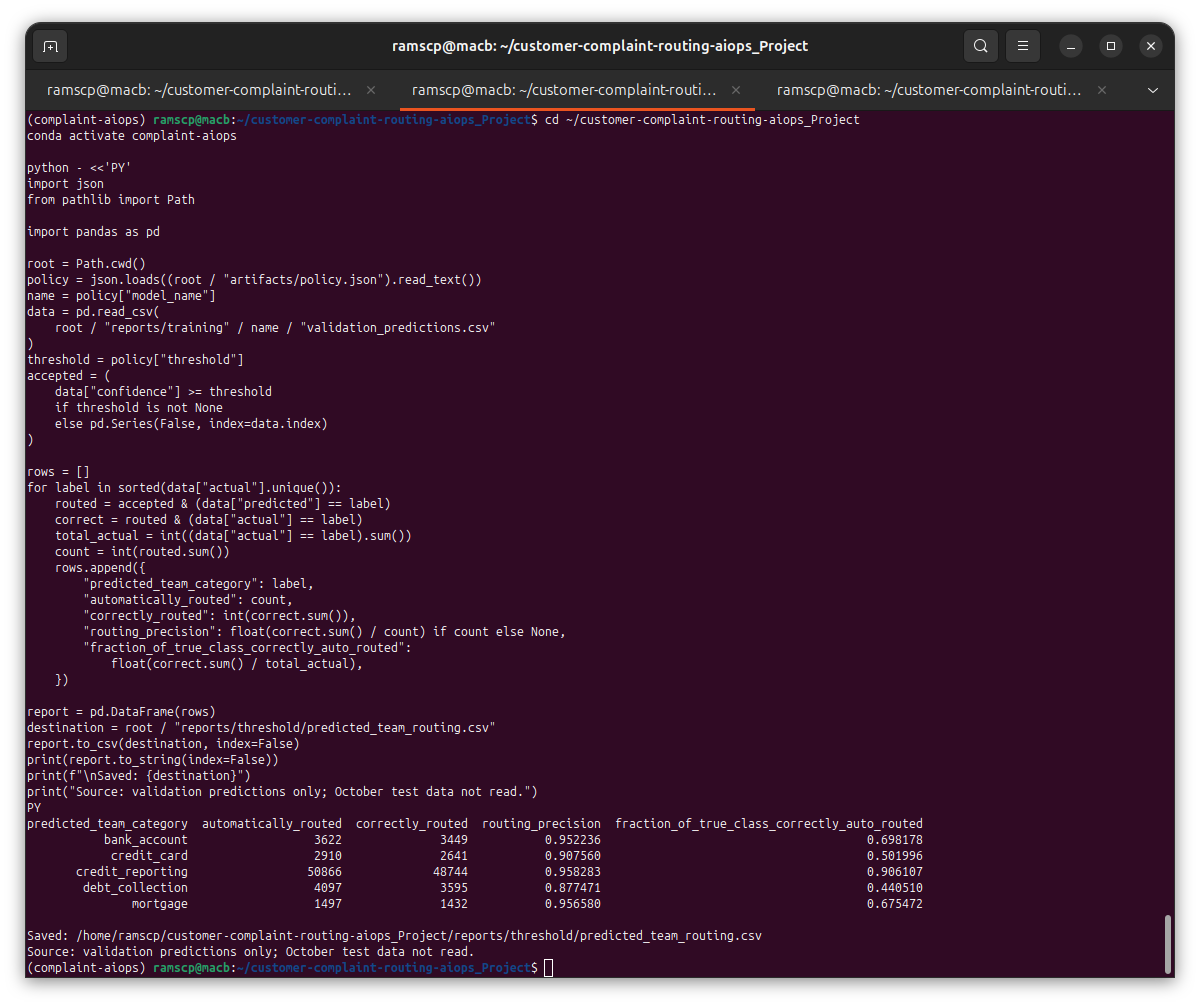 ramscp@macb: ~/customer-complaint-routing-aiops_Project
ramscp@macb: ~/customer-complaint-routi... ramscp@macb: ~/customer-complaint-routi... ramscp@macb: ~/customer-complaint-routi...
(complaint-aiops) ramscp@macb:~/customer-complaint-routing-aiops_Project$ cd ~/customer-complaint-routing-aiops_Project
conda activate complaint-aiops

python - <<'PY'
import json
from pathlib import Path

import pandas as pd

root = Path.cwd()
policy = json.loads((root / "artifacts/policy.json").read_text())
name = policy["model_name"]
data = pd.read_csv(
    root / "reports/training" / name / "validation_predictions.csv"
)
threshold = policy["threshold"]
accepted = (
    data["confidence"] >= threshold
    if threshold is not None
    else pd.Series(False, index=data.index)
)

rows = []
for label in sorted(data["actual"].unique()):
    routed = accepted & (data["predicted"] == label)
    correct = routed & (data["actual"] == label)
    total_actual = int((data["actual"] == label).sum())
    count = int(routed.sum())
    rows.append({
        "predicted_team_category": label,
        "automatically_routed": count,
        "correctly_routed": int(correct.sum()),
        "routing_precision": float(correct.sum() / count) if count else None,
        "fraction_of_true_class_correctly_auto_routed":
            float(correct.sum() / total_actual),
    })

report = pd.DataFrame(rows)
destination = root / "reports/threshold/predicted_team_routing.csv"
report.to_csv(destination, index=False)
print(report.to_string(index=False))
print(f"\nSaved: {destination}")
print("Source: validation predictions only; October test data not read.")
PY
predicted_team_category  automatically_routed  correctly_routed  routing_precision  fraction_of_true_class_correctly_auto_routed
           bank_account                  3622              3449           0.952236                                      0.698178
            credit_card                  2910              2641           0.907560                                      0.501996
       credit_reporting                 50866             48744           0.958283                                      0.906107
        debt_collection                  4097              3595           0.877471                                      0.440510
               mortgage                  1497              1432           0.956580                                      0.675472

Saved: /home/ramscp/customer-complaint-routing-aiops_Project/reports/threshold/predicted_team_routing.csv
Source: validation predictions only; October test data not read.
(complaint-aiops) ramscp@macb:~/customer-complaint-routing-aiops_Project$